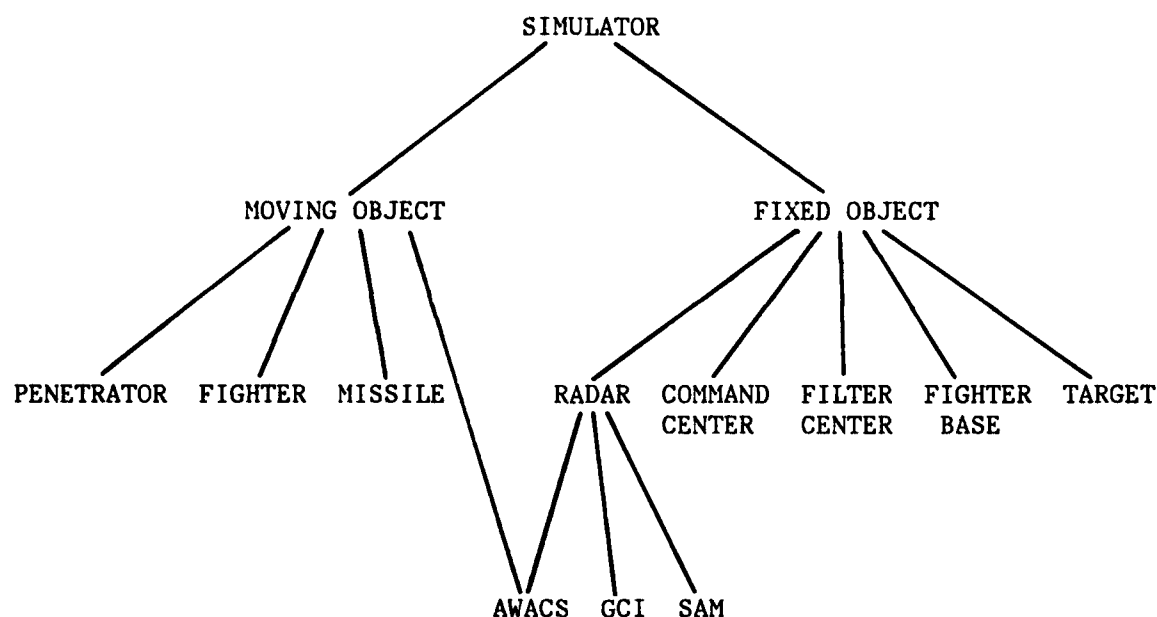 SIMULATOR
MOVING OBJECT
FIXED OBJECT
PENETRATOR
FIGHTER
MISSILE
RADAR
COMMAND
CENTER
FILTER
CENTER
FIGHTER
BASE
TARGET
AWACS
GCI
SAM